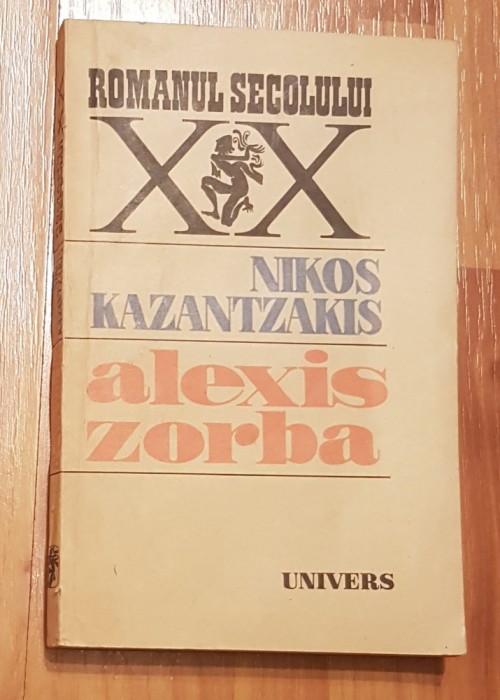 ROMANUL SECOLULUI
XX
NIKOS
KAZANTZAKIS
alexis
zorba
UNIVERS